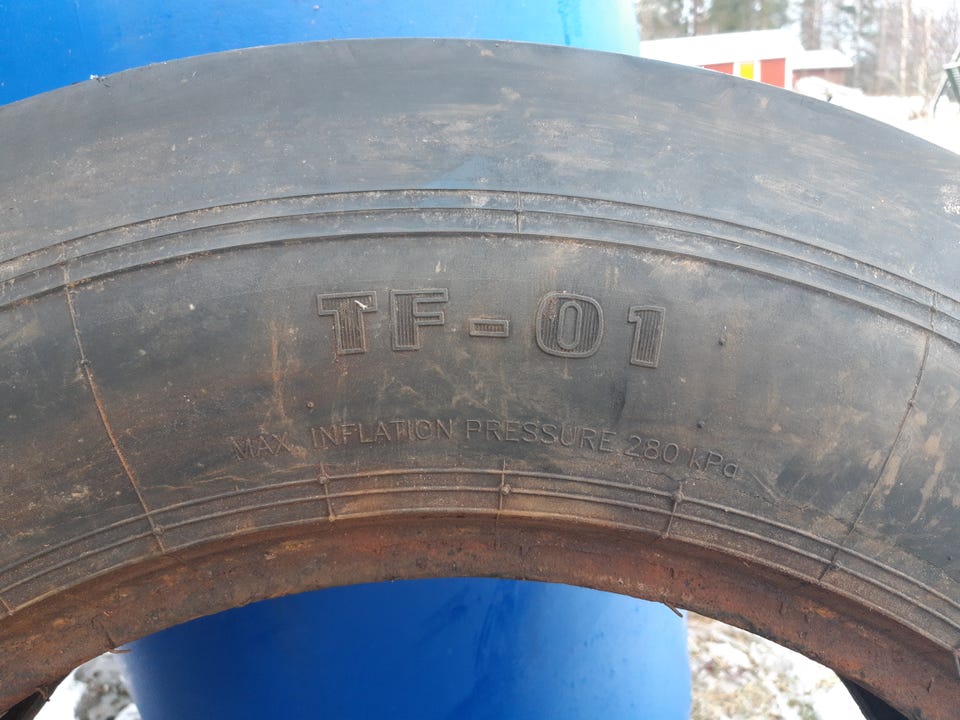 TF-01
MAX. INFLATION PRESSURE 280 kPa